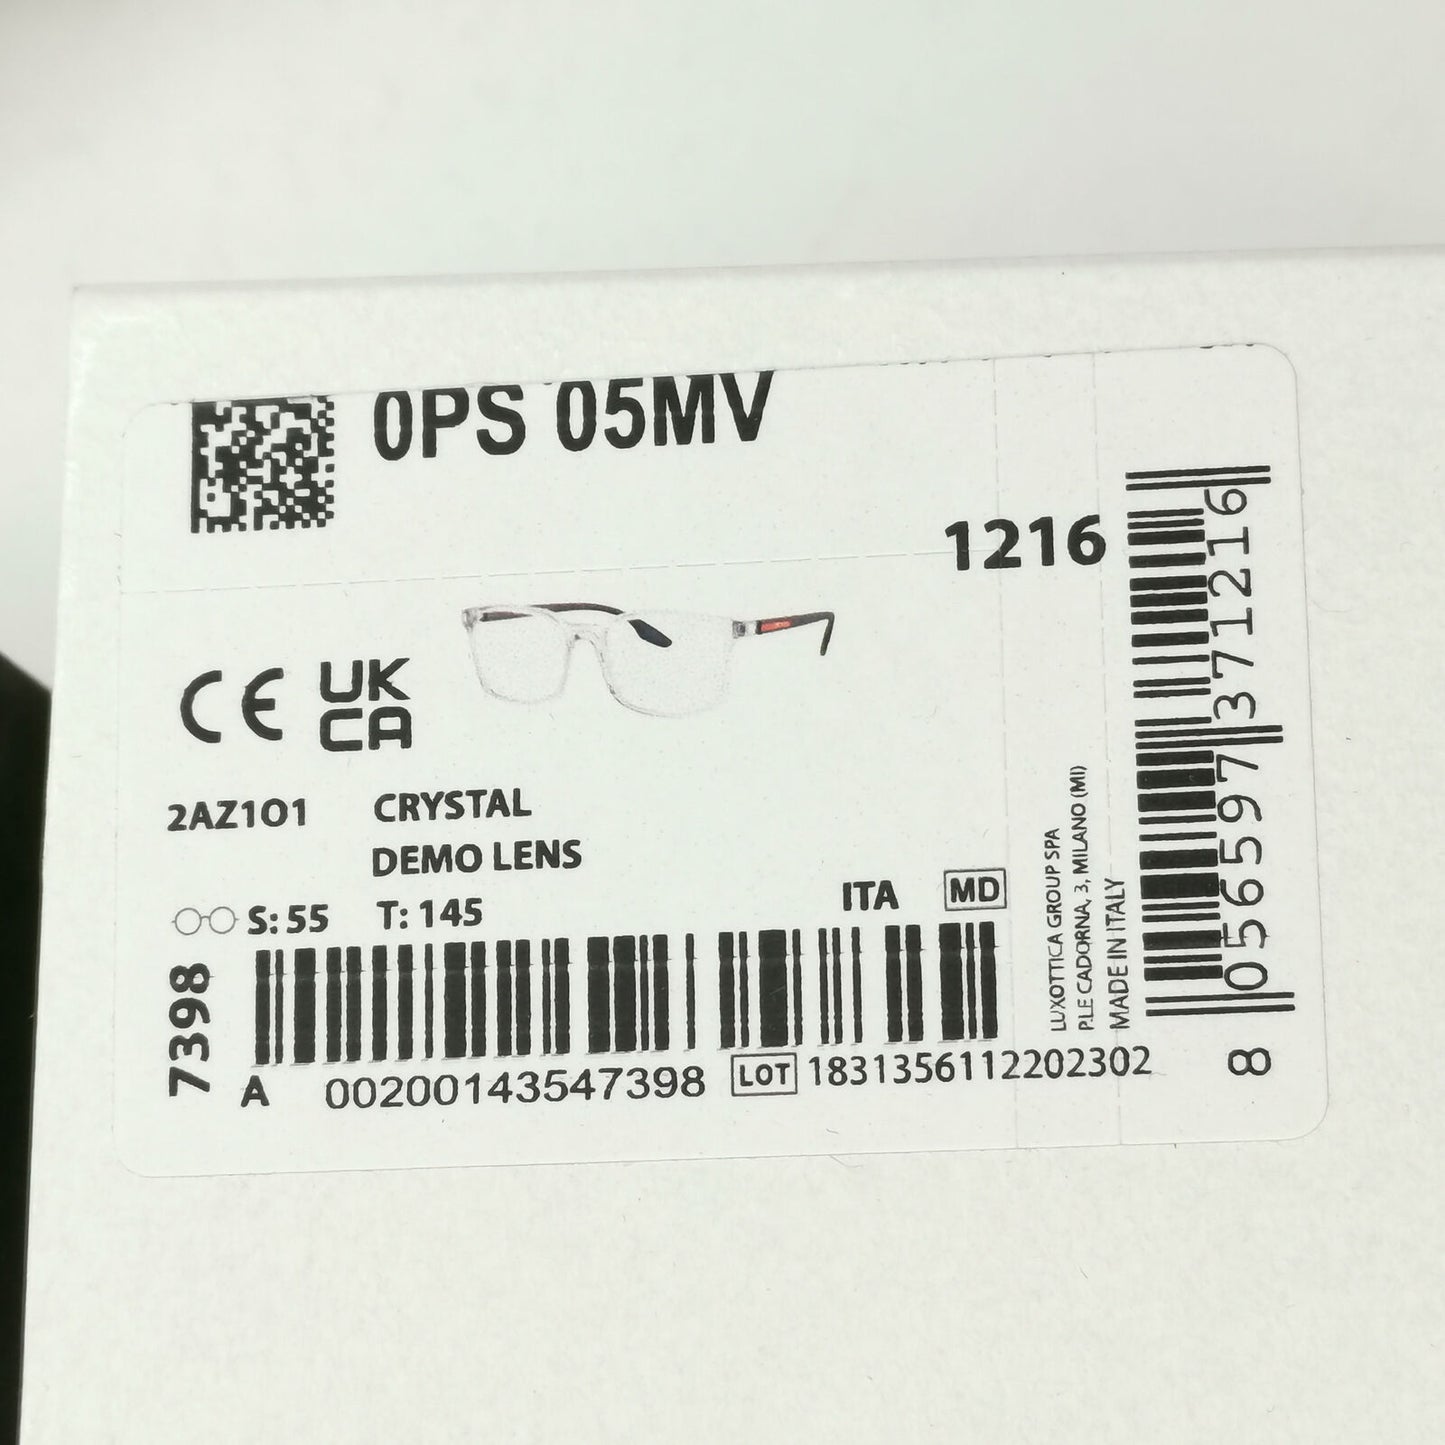 0PS 05MV
1216
CE UK
CA
2AZ1O1 CRYSTAL
DEMO LENS
S: 55 T: 145
ITA MD
7398
A 00200143547398 LOT 1831356112202302
LUXOTTICA GROUP SPA
P.LE CADORNA, 3, MILANO (MI)
MADE IN ITALY
8 056597 371216